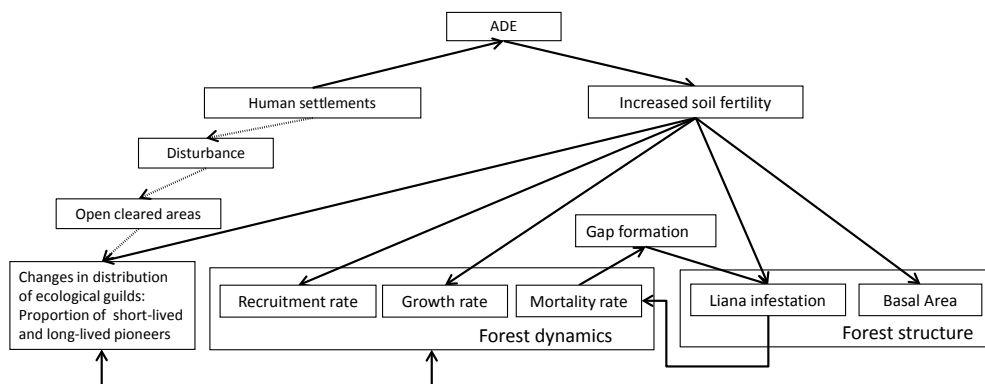 ADE
Human settlements
Increased soil fertility
Disturbance
Open cleared areas
Gap formation
Changes in distribution
of ecological guilds:
Proportion of short-lived
and long-lived pioneers
Recruitment rate
Growth rate
Mortality rate
Liana infestation
Basal Area
Forest dynamics
Forest structure